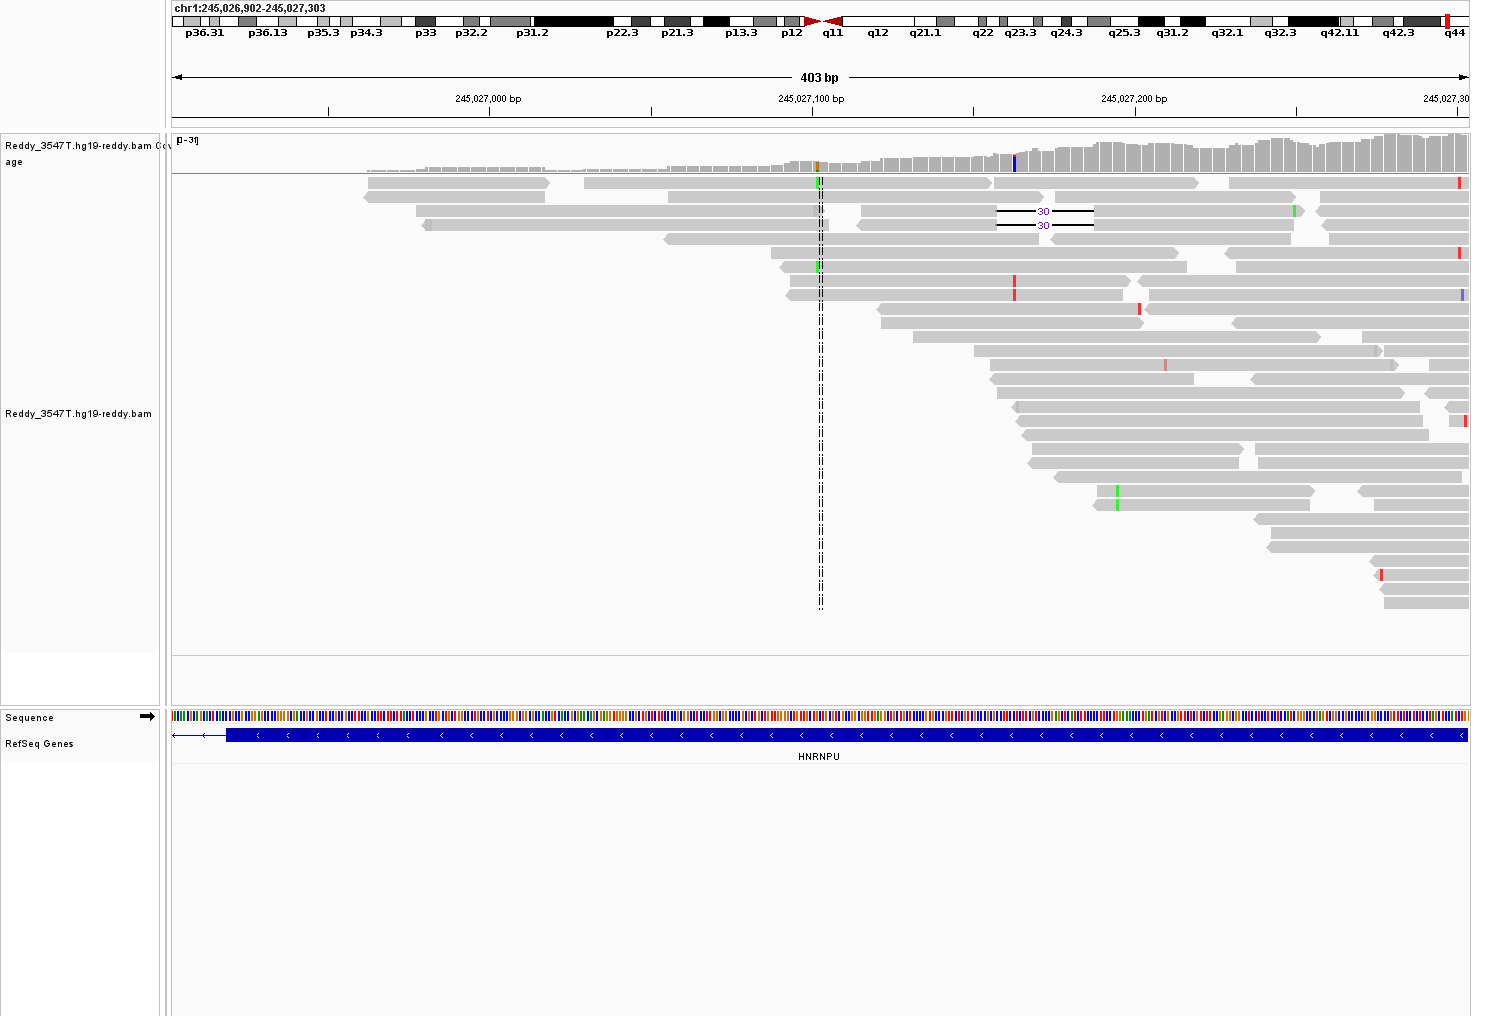 chr1:245,026,902-245,027,303
p36.31 p36.13 p35.3 p34.3 p33 p32.2 p31.2 p22.3 p21.3 p13.3 p12 q11 q12 q21.1 q22 q23.3 q24.3 q25.3 q31.2 q32.1 q32.3 q42.11 q42.3 q44
403 bp
245,027,000 bp 245,027,100 bp 245,027,200 bp 245,027,30
[0-31]
Reddy_3547T.hg19-reddy.bam Cov
age
30
30
Reddy_3547T.hg19-reddy.bam
Sequence
RefSeq Genes
HNRNPU